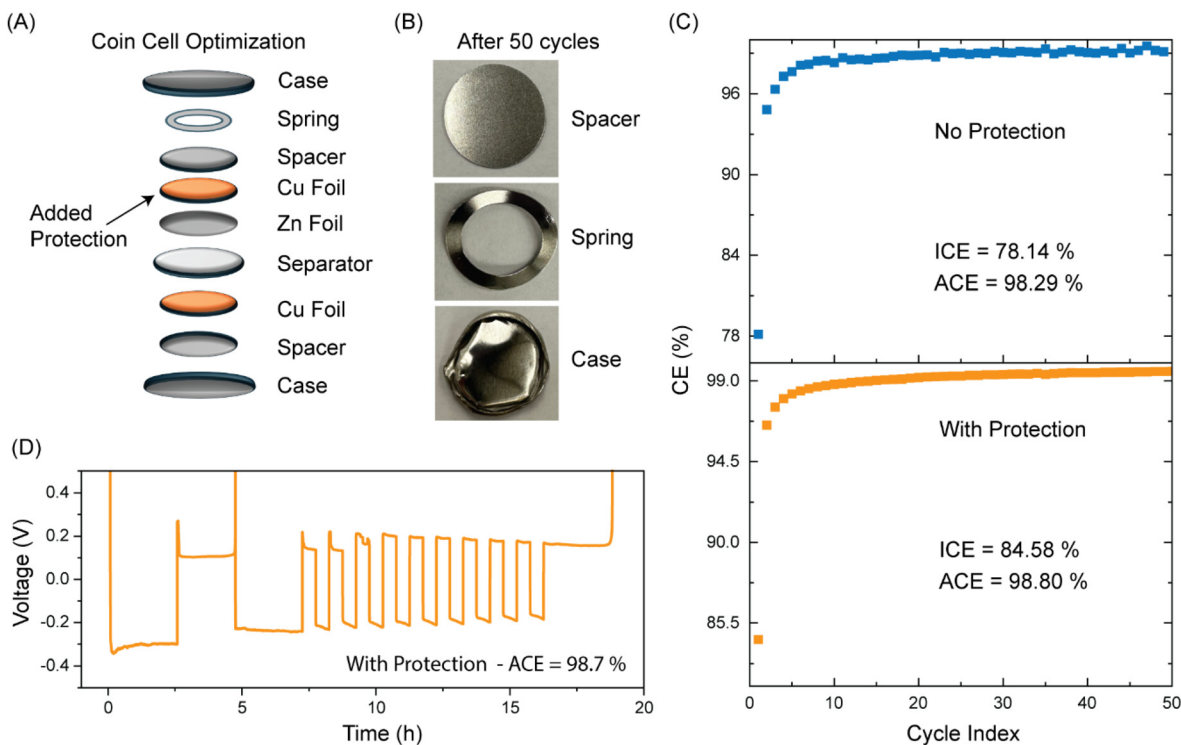 (A)
Coin Cell Optimization
Case
Spring
Spacer
Cu Foil
Added
Protection
Zn Foil
Separator
Cu Foil
Spacer
Case
(B)
After 50 cycles
Spacer
Spring
Case
(C)
96
90
84
78
No Protection
ICE = 78.14 %
ACE = 98.29 %
CE (%)
99.0
94.5
90.0
85.5
With Protection
ICE = 84.58 %
ACE = 98.80 %
0 10 20 30 40 50
Cycle Index
(D)
0.4
0.2
0.0
-0.2
-0.4
Voltage (V)
With Protection - ACE = 98.7 %
0 5 10 15 20
Time (h)